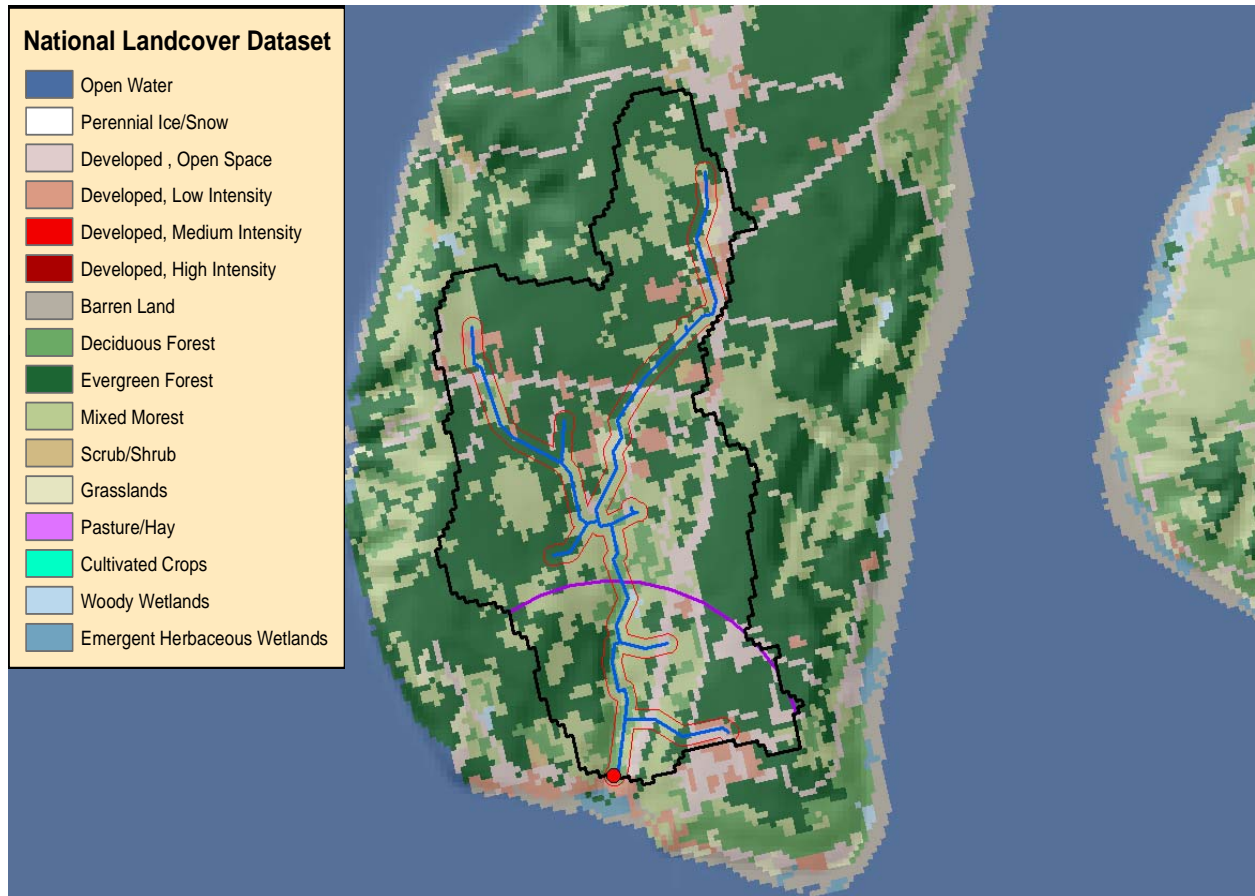 National Landcover Dataset
Open Water
Perennial Ice/Snow
Developed , Open Space
Developed, Low Intensity
Developed, Medium Intensity
Developed, High Intensity
Barren Land
Deciduous Forest
Evergreen Forest
Mixed Morest
Scrub/Shrub
Grasslands
Pasture/Hay
Cultivated Crops
Woody Wetlands
Emergent Herbaceous Wetlands